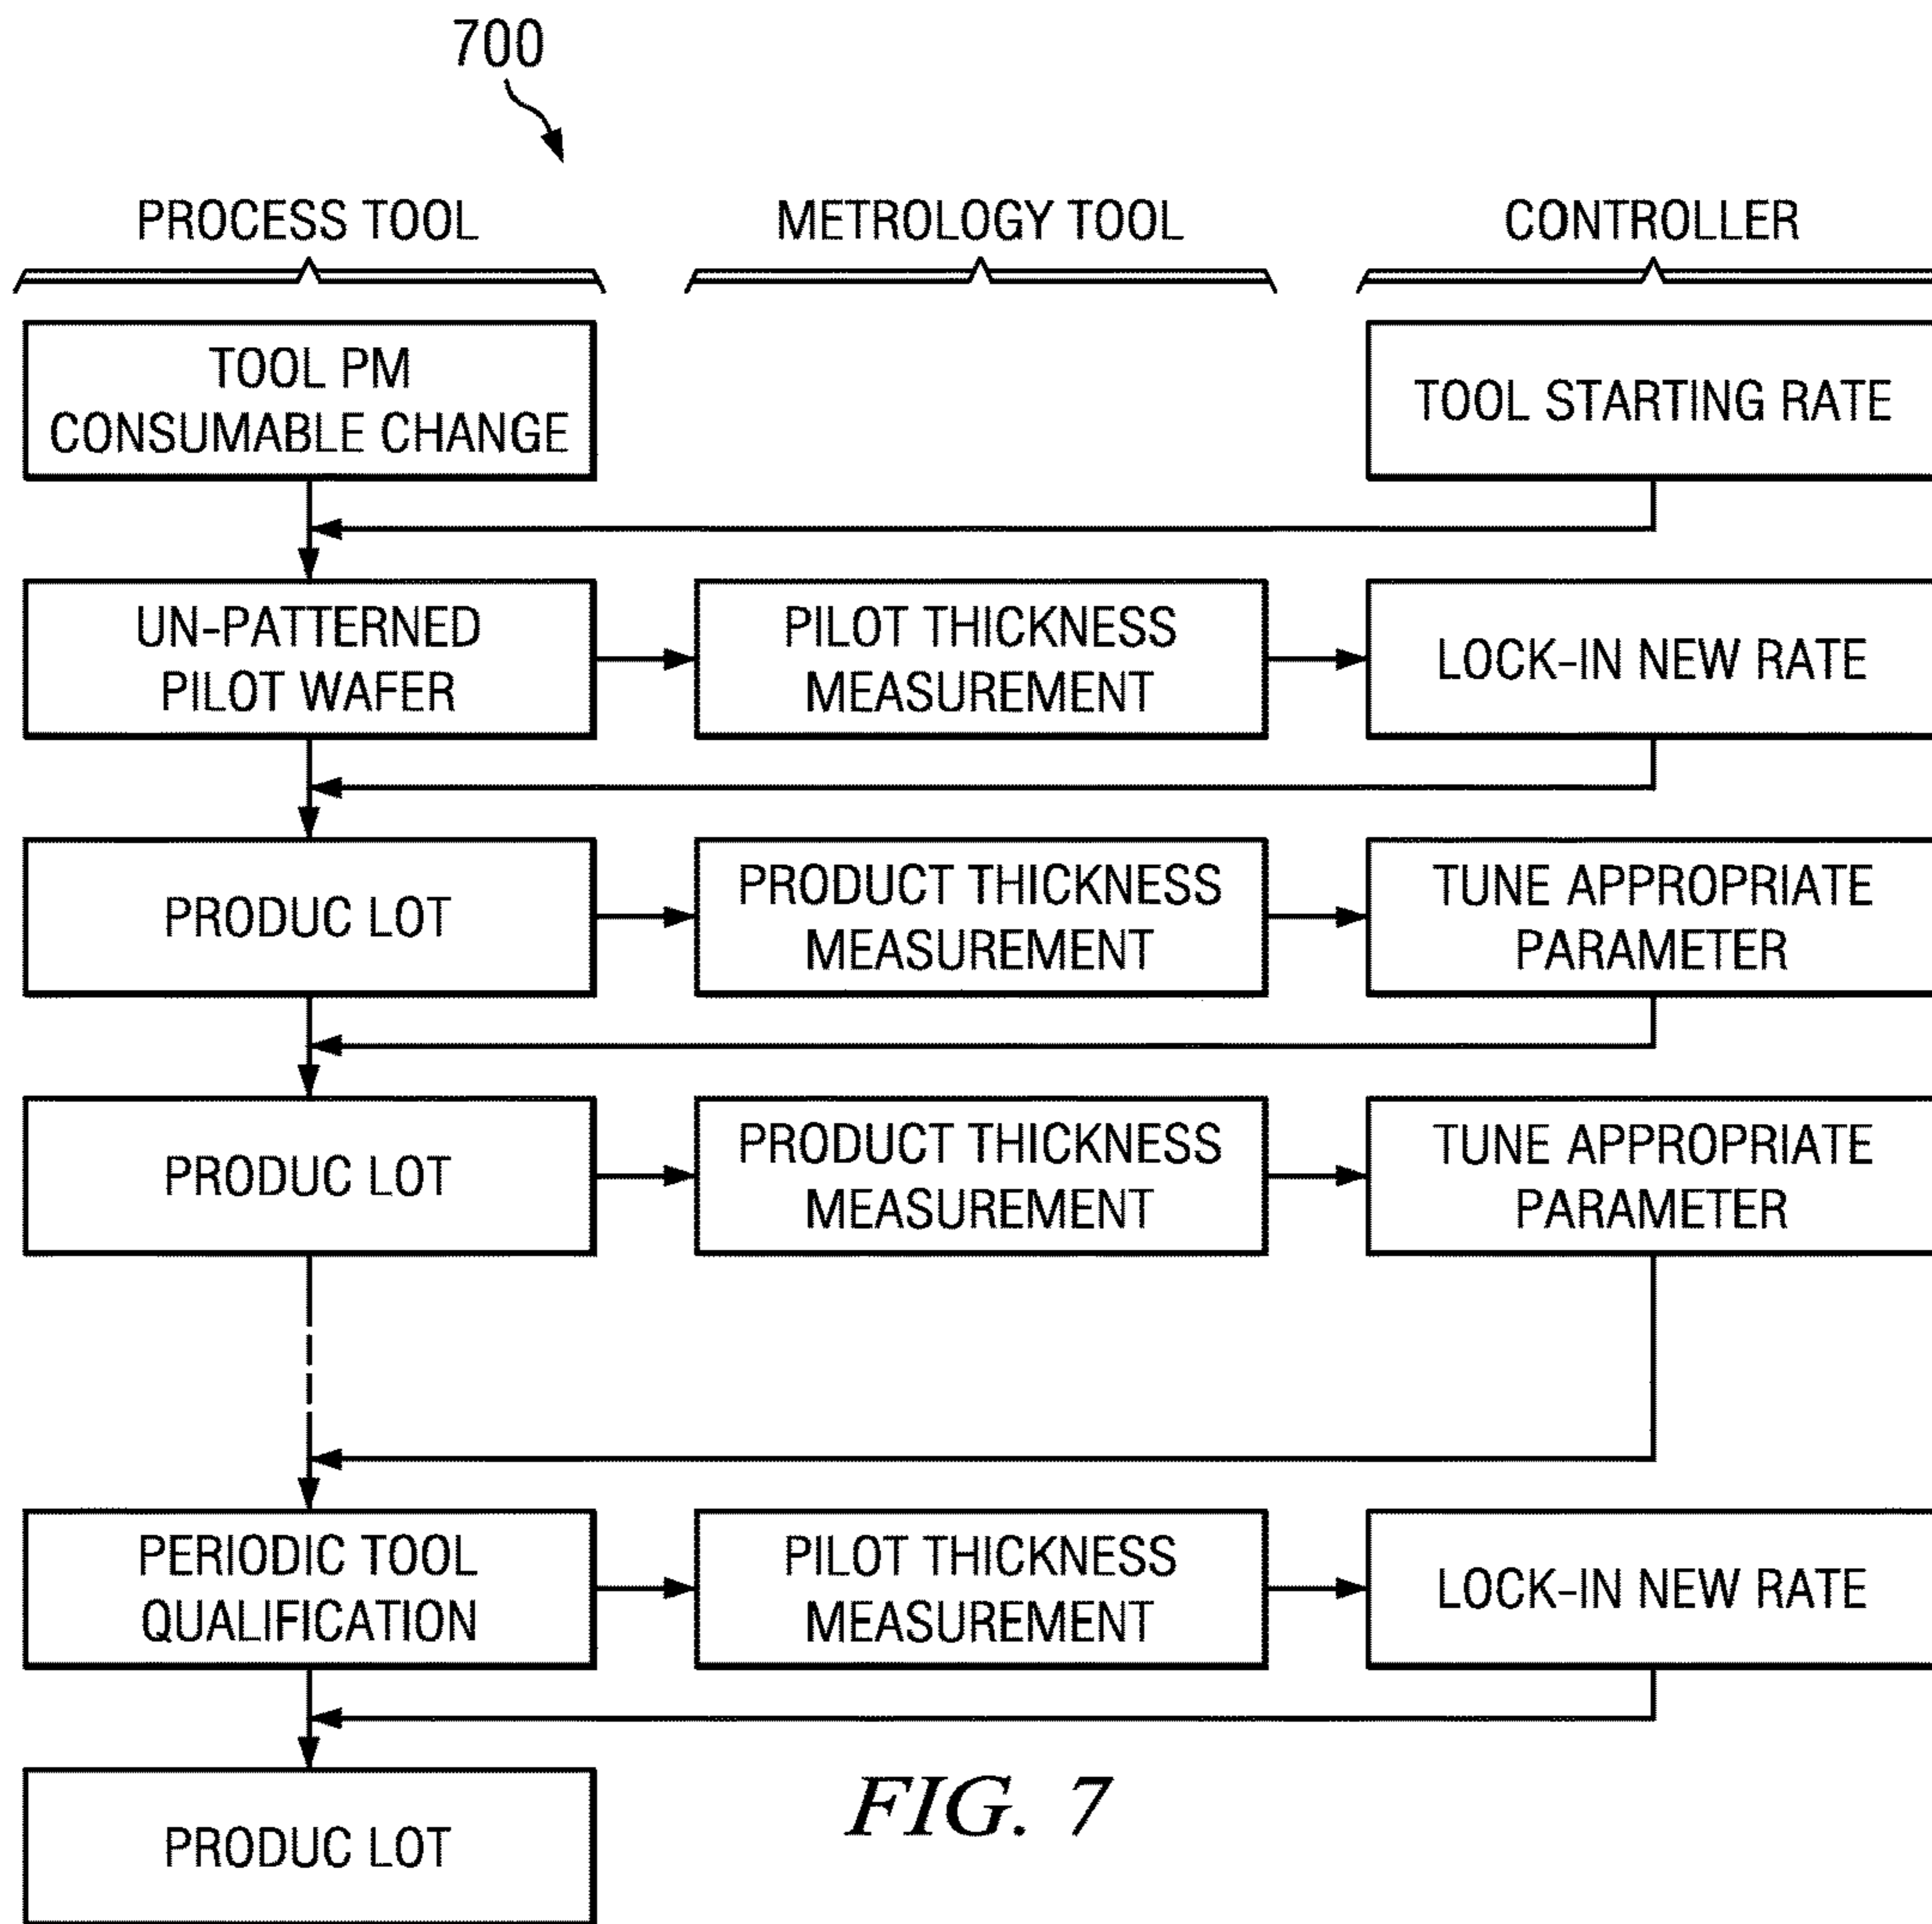 700
PROCESS TOOL
METROLOGY TOOL
CONTROLLER
TOOL PM
CONSUMABLE CHANGE
TOOL STARTING RATE
UN-PATTERNED
PILOT WAFER
PILOT THICKNESS
MEASUREMENT
LOCK-IN NEW RATE
PRODUC LOT
PRODUCT THICKNESS
MEASUREMENT
TUNE APPROPRIATE
PARAMETER
PRODUC LOT
PRODUCT THICKNESS
MEASUREMENT
TUNE APPROPRIATE
PARAMETER
PERIODIC TOOL
QUALIFICATION
PILOT THICKNESS
MEASUREMENT
LOCK-IN NEW RATE
PRODUC LOT
FIG. 7